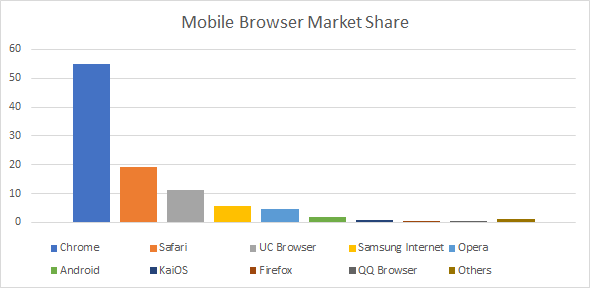 Mobile Browser Market Share
60
50
40
30
20
10
0
Chrome Safari UC Browser Samsung Internet Opera
Android KaiOS Firefox QQ Browser Others